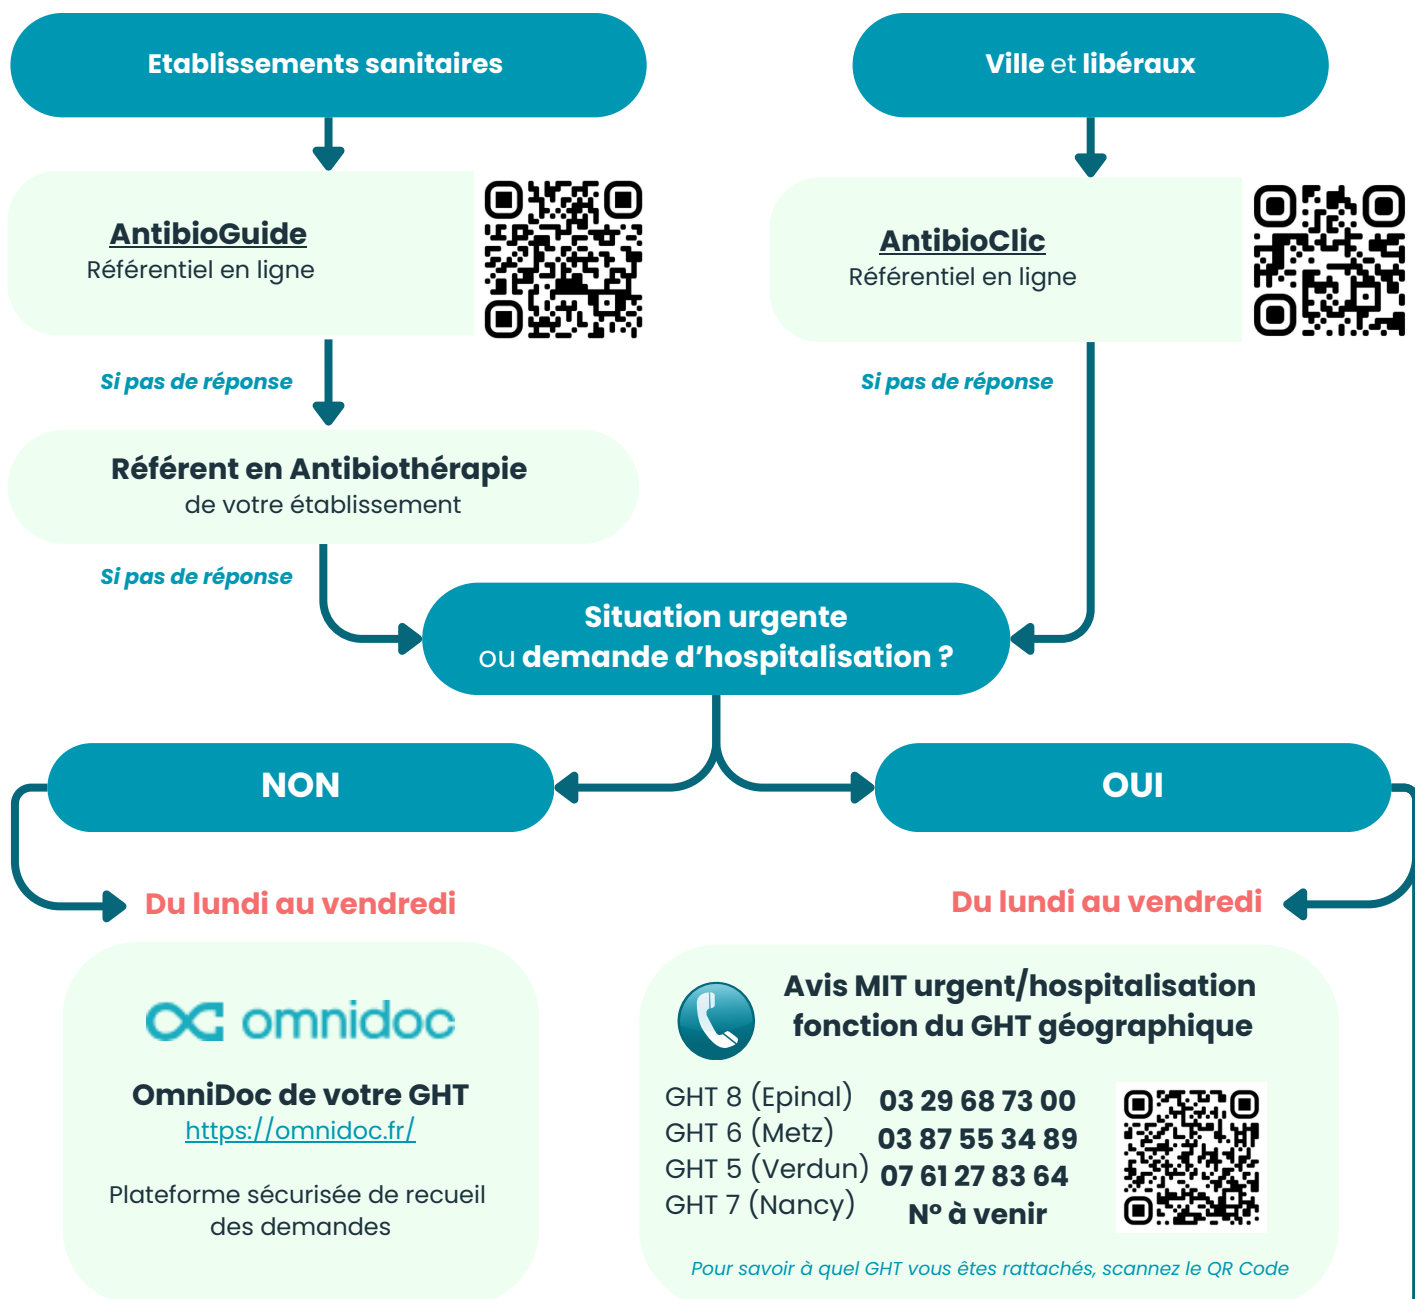 Etablissements sanitaires
Ville et libéraux
AntibioGuide
Référentiel en ligne
AntibioClic
Référentiel en ligne
Si pas de réponse
Si pas de réponse
Référent en Antibiothérapie
de votre établissement
Si pas de réponse
Situation urgente
ou demande d’hospitalisation ?
NON
OUI
Du lundi au vendredi
Du lundi au vendredi
omnidoc
OmniDoc de votre GHT
https://omnidoc.fr/
Plateforme sécurisée de recueil
des demandes
Avis MIT urgent/hospitalisation
fonction du GHT géographique
GHT 8 (Epinal) 03 29 68 73 00
GHT 6 (Metz) 03 87 55 34 89
GHT 5 (Verdun) 07 61 27 83 64
GHT 7 (Nancy) N° à venir
Pour savoir à quel GHT vous êtes rattachés, scannez le QR Code